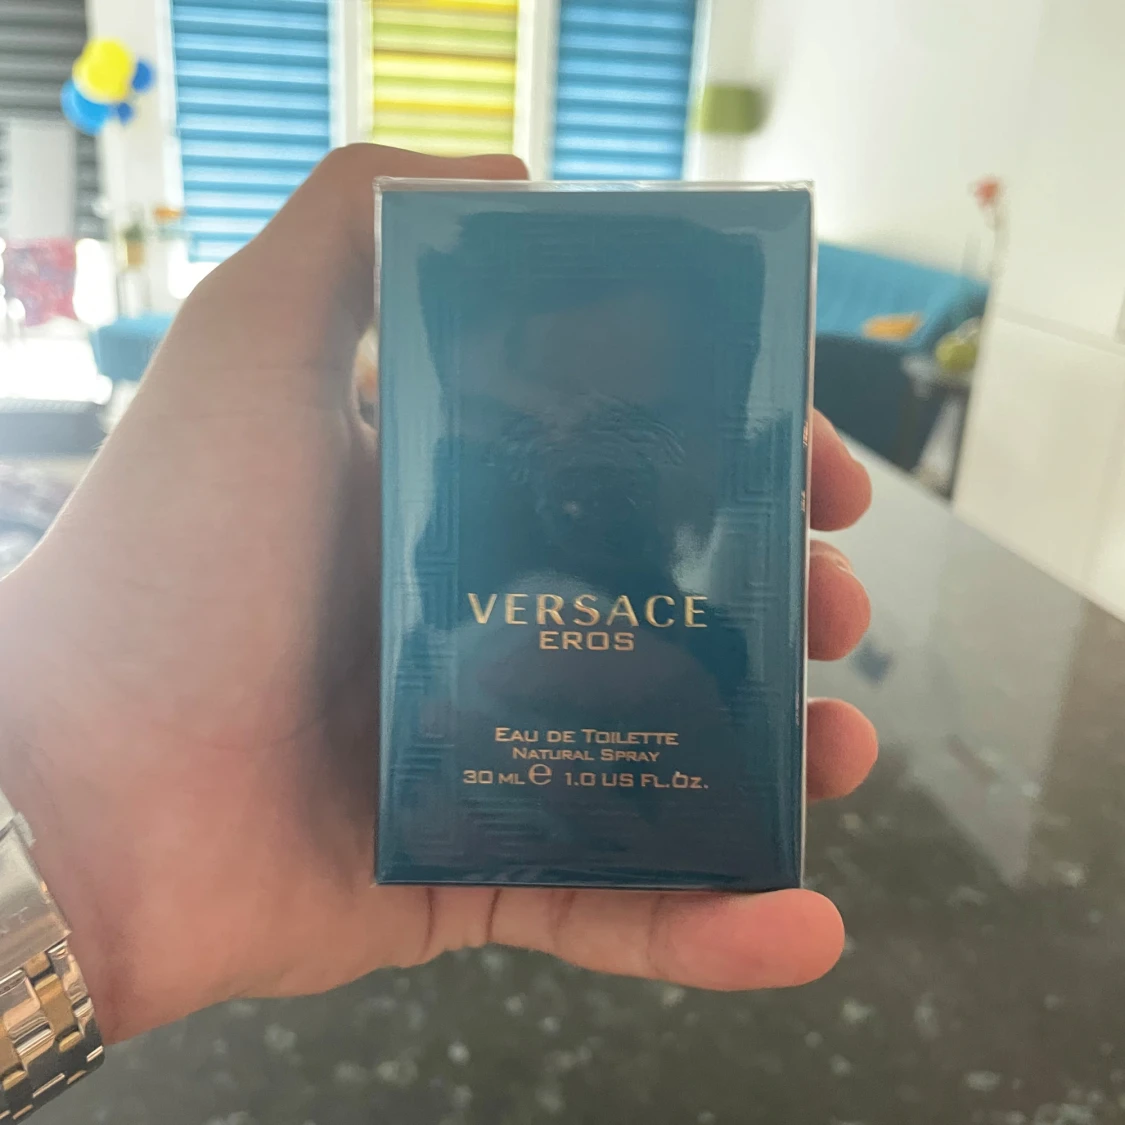 VERSACE
EROS
EAU DE TOILETTE
NATURAL SPRAY
30 ML e 1.0 US FL.OZ.